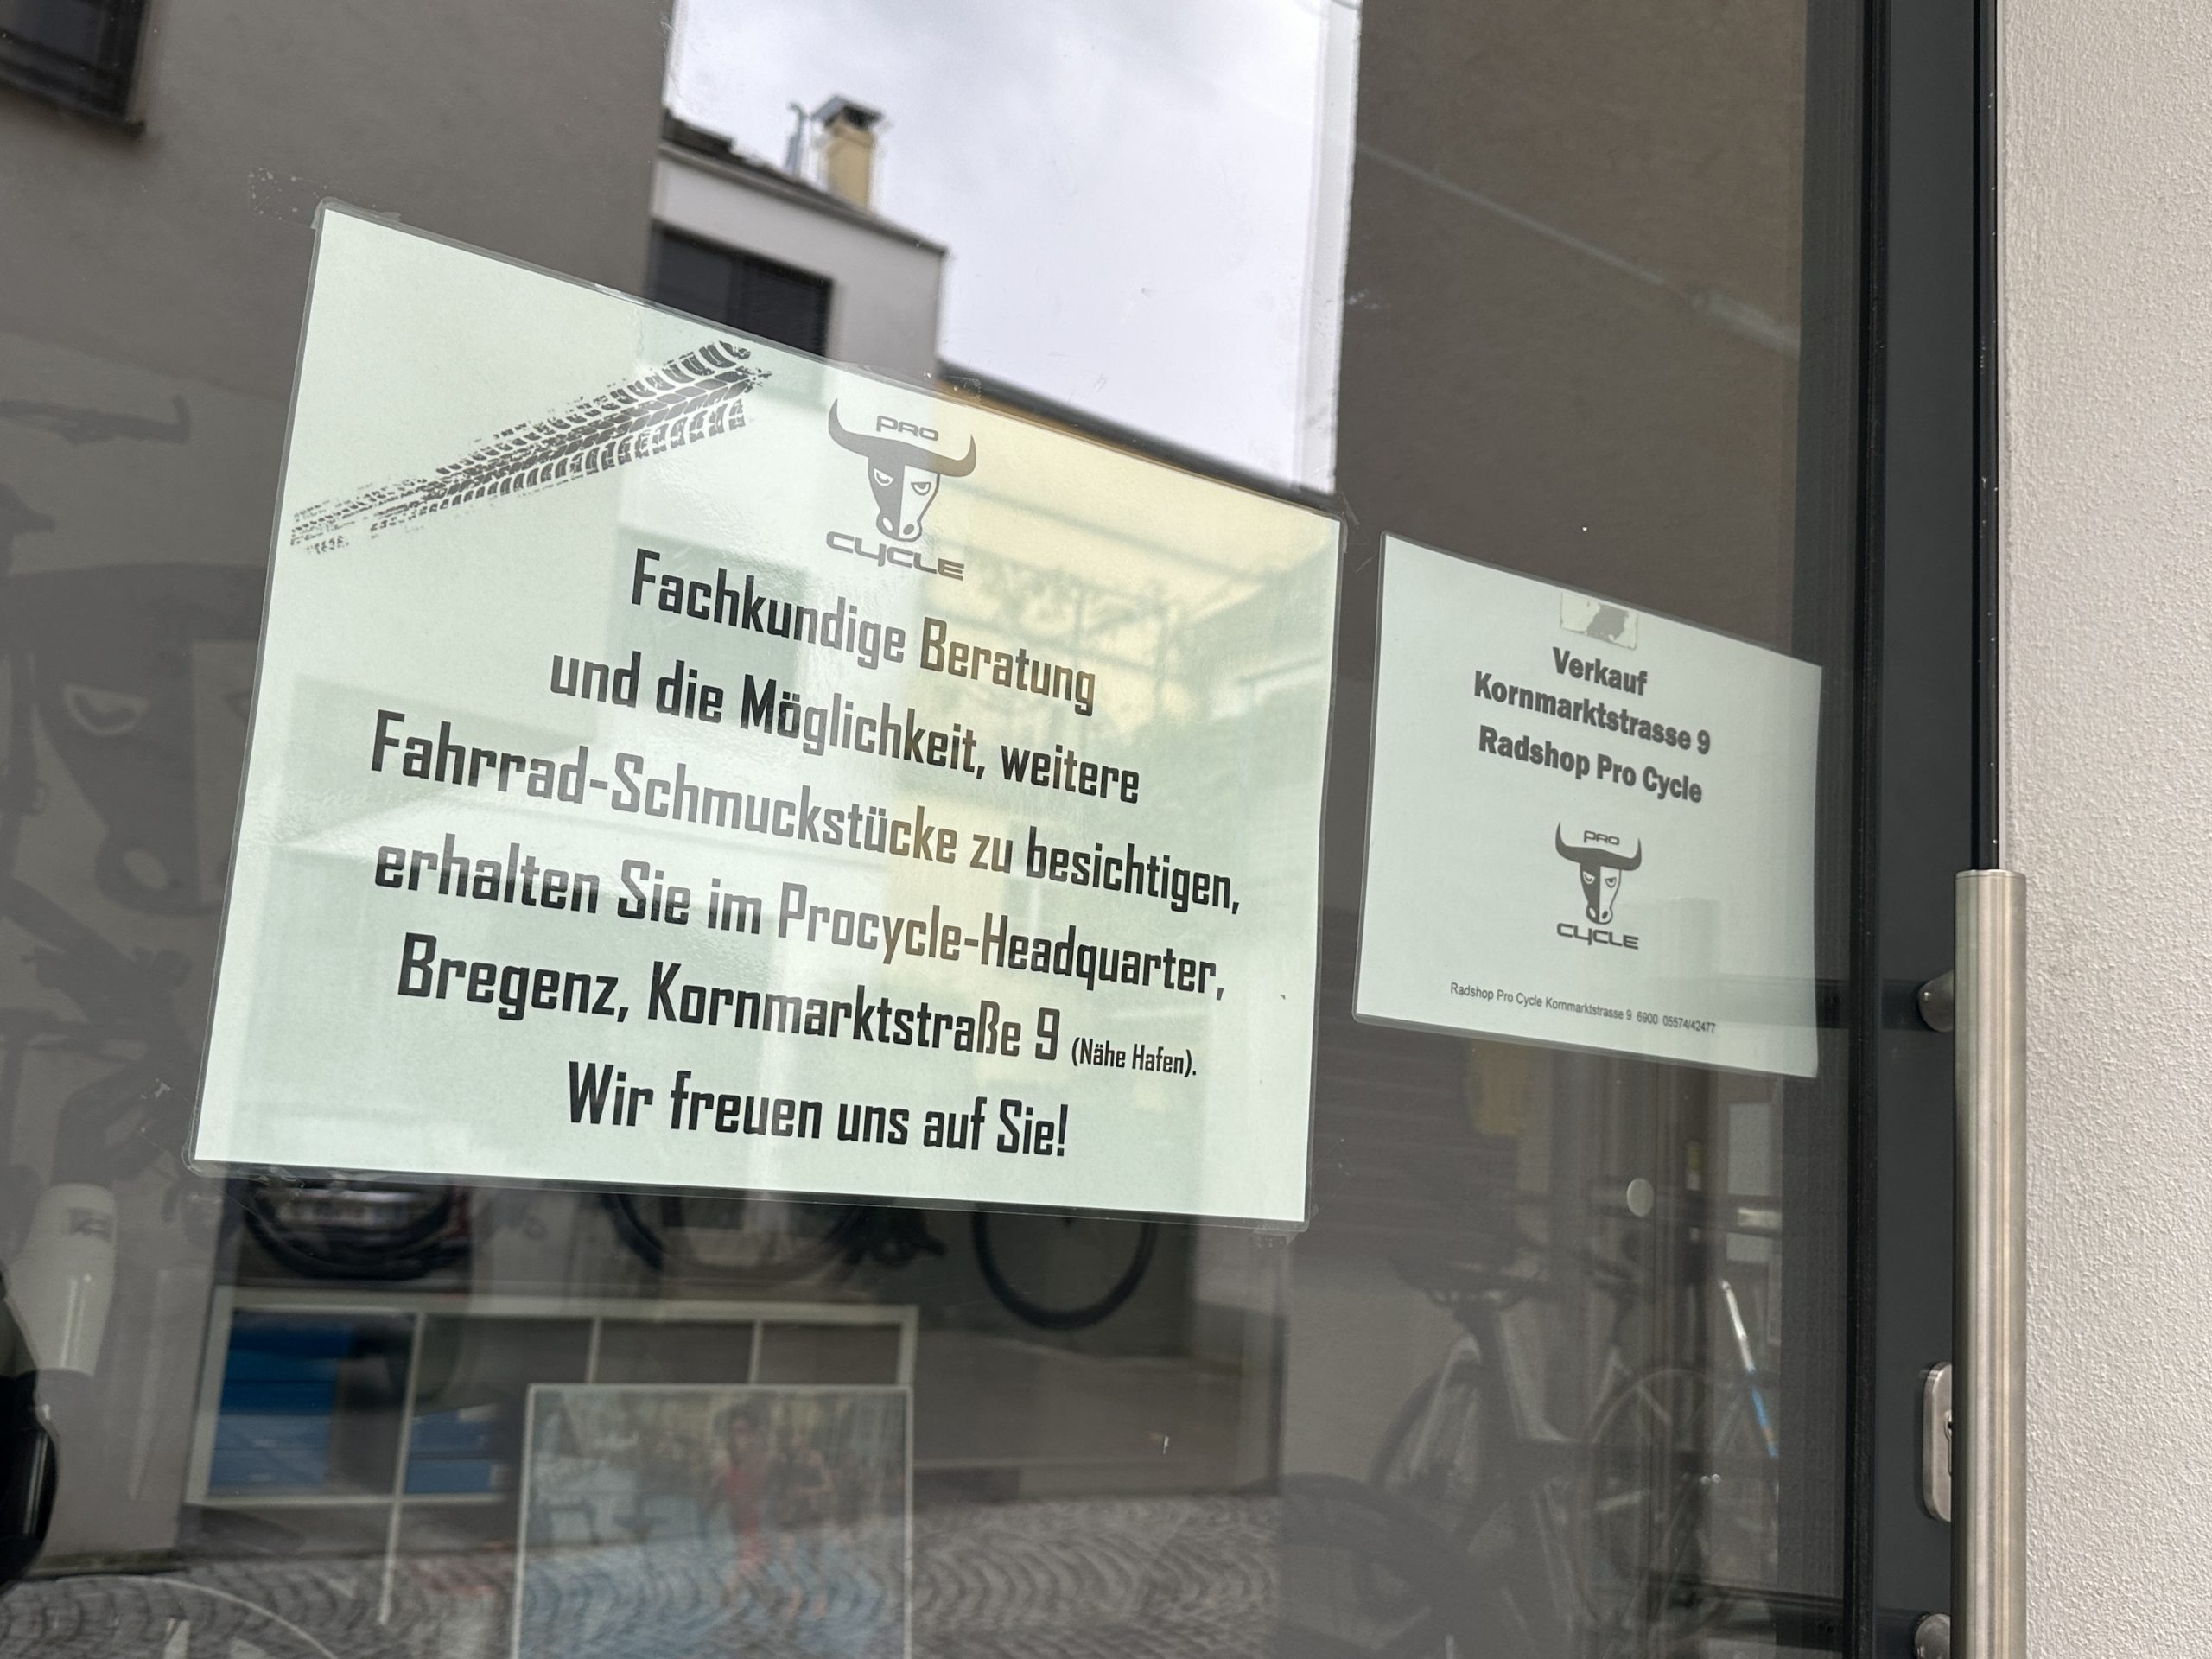 PRO
CYCLE
Fachkundige Beratung
und die Möglichkeit, weitere
Fahrrad-Schmuckstücke zu besichtigen,
erhalten Sie im Procycle-Headquarter,
Bregenz, Kornmarktstraße 9 (Nähe Hafen).
Wir freuen uns auf Sie!
Verkauf
Kornmarktstrasse 9
Radshop Pro Cycle
PRO
CYCLE
Radshop Pro Cycle Kornmarktstrasse 9 6900 05574/42477